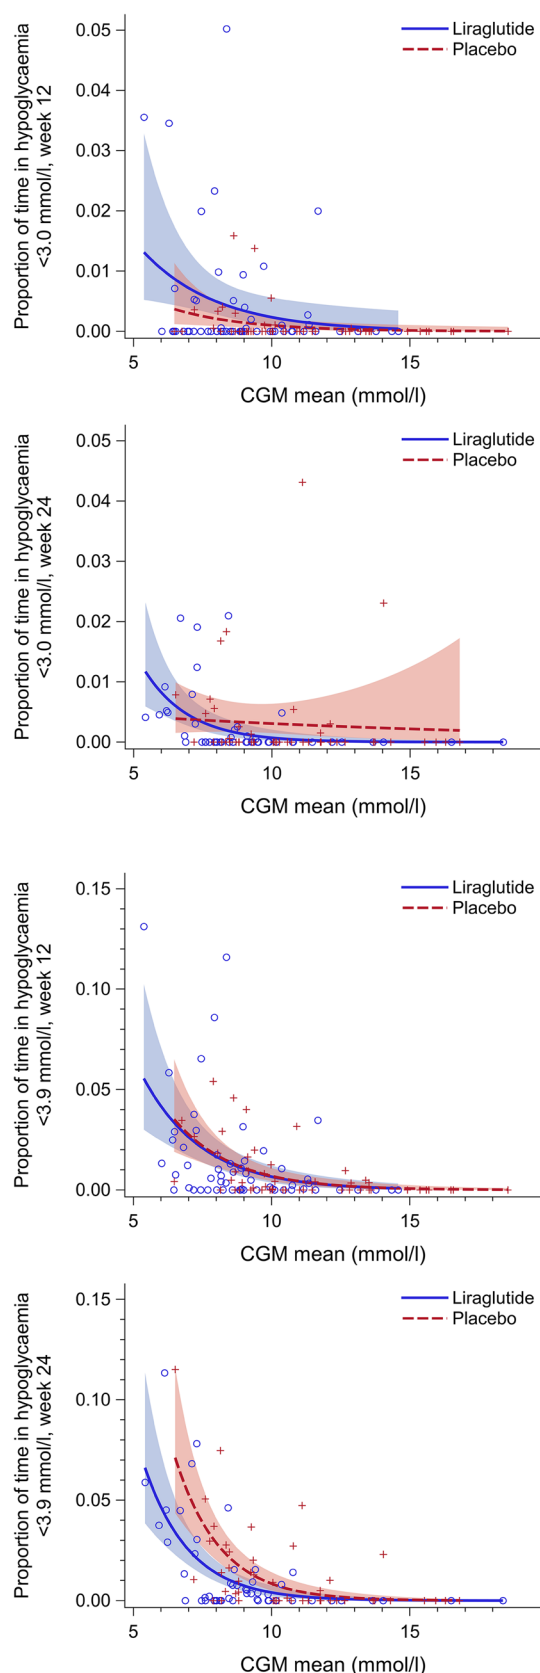 Proportion of time in hypoglycaemia
<3.0 mmol/l, week 12
0.05
0.04
0.03
0.02
0.01
0.00
Liraglutide
Placebo
5
10
15
CGM mean (mmol/l)
Proportion of time in hypoglycaemia
<3.0 mmol/l, week 24
0.05
0.04
0.03
0.02
0.01
0.00
Liraglutide
Placebo
5
10
15
CGM mean (mmol/l)
Proportion of time in hypoglycaemia
<3.9 mmol/l, week 12
0.15
0.10
0.05
0.00
Liraglutide
Placebo
5
10
15
CGM mean (mmol/l)
Proportion of time in hypoglycaemia
<3.9 mmol/l, week 24
0.15
0.10
0.05
0.00
Liraglutide
Placebo
5
10
15
CGM mean (mmol/l)